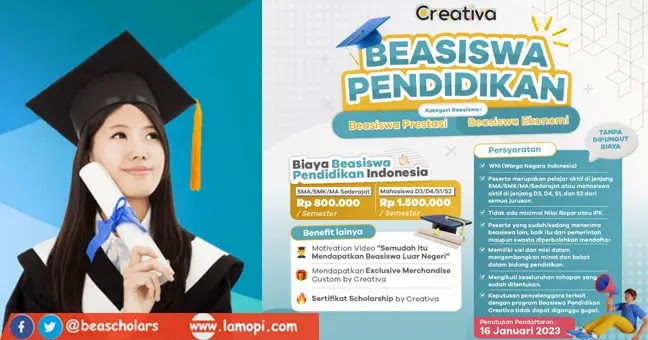 Creativa
BEASISWA
PENDIDIKAN
Kategori Beasiswa :
Beasiswa Prestasi
Beasiswa Ekonomi
TANPA
DIPUNGUT
BIAYA
Biaya Beasiswa
Pendidikan Indonesia
SMA/SMK/MA Sederajat
Rp 800.000
/ Semester
Mahasiswa D3/D4/S1/S2
Rp 1.500.000
/ Semester
Benefit lainya
Motivation Video "Semudah itu
Mendapatkan Beasiswa Luar Negeri"
Mendapatkan Exclusive Merchandise
Custom by Creativa
Sertifikat Scholarship by Creativa
Persyaratan
WNI (Warga Negara Indonesia)
Peserta merupakan pelajar aktif di jenjang
SMA/SMK/MA/Sederajat atau mahasiswa
aktif di jenjang D3, D4, S1, dan S2 dari
semua jurusan.
Tidak ada minimal Nilai Rapor atau IPK.
Peserta yang sudah/sedang menerima
beasiswa lain, baik itu dari pemerintah
maupun swasta diperbolehkan mendaftar.
Memiliki visi dan misi dalam
mengembangkan minat dan bakat
dalam bidang pendidikan.
Mengikuti keseluruhan tahapan yang
sudah ditentukan.
Keputusan penyelenggara terkait
dengan program Beasiswa Pendidikan
Creativa tidak dapat diganggu gugat.
Penutupan Pendaftaran :
16 Januari 2023
@beascholars
www.lamopi.com